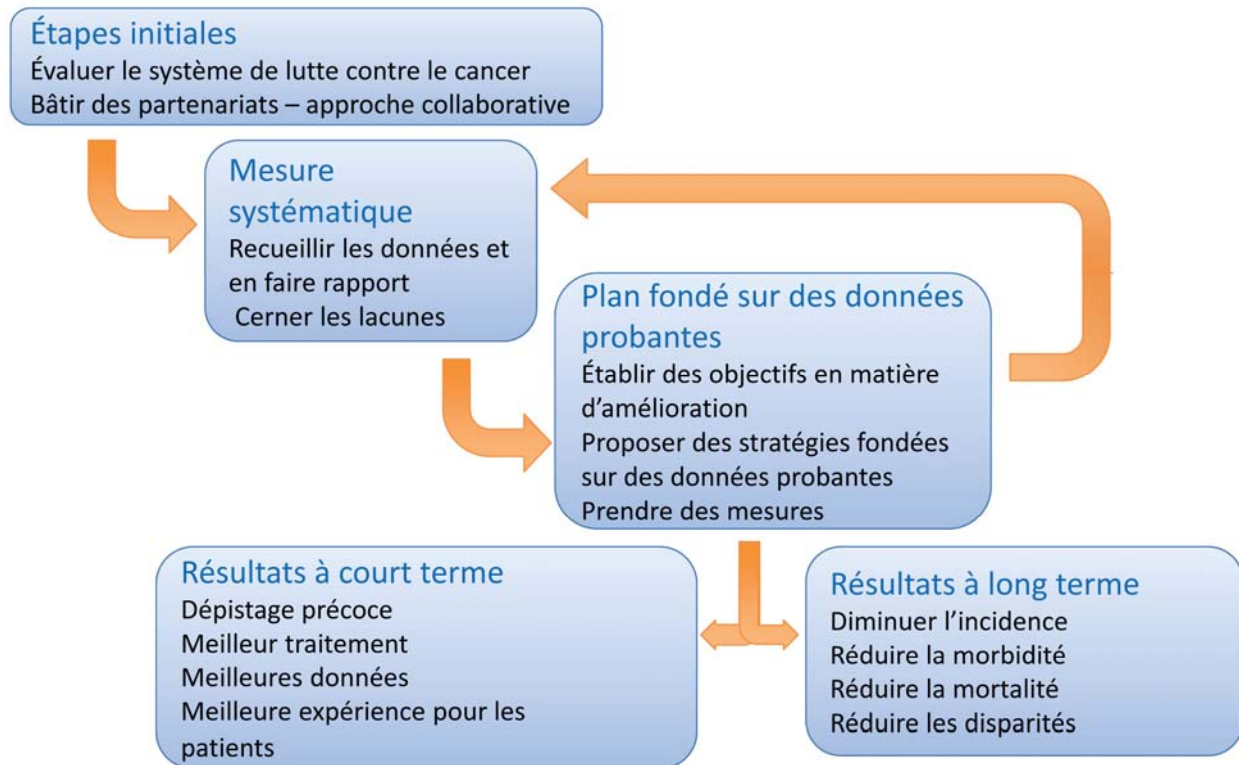 Étapes initiales
Évaluer le système de lutte contre le cancer
Bâtir des partenariats – approche collaborative
Mesure
systématique
Recueillir les données et
en faire rapport
Cerner les lacunes
Plan fondé sur des données
probantes
Établir des objectifs en matière
d’amélioration
Proposer des stratégies fondées
sur des données probantes
Prendre des mesures
Résultats à court terme
Dépistage précoce
Meilleur traitement
Meilleures données
Meilleure expérience pour les
patients
Résultats à long terme
Diminuer l’incidence
Réduire la morbidité
Réduire la mortalité
Réduire les disparités